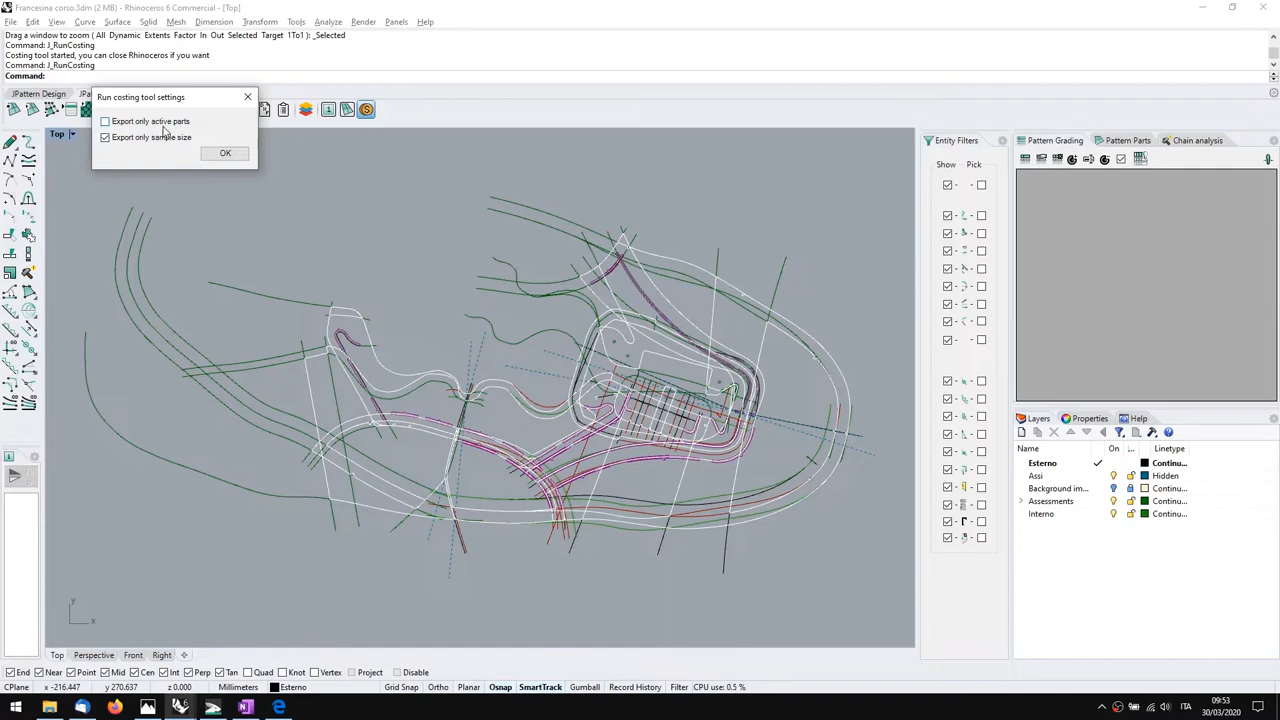 Francesina corso.3dm (2 MB) - Rhinoceros 6 Commercial - [Top]
File Edit View Curve Surface Solid Mesh Dimension Transform Tools Analyze Render Panels Help
Drag a window to zoom ( All Dynamic Extents Factor In Out Selected Target 1To1 ): _Selected
Command: J_RunCosting
Costing tool started, you can close Rhinoceros if you want
Command: J_RunCosting
Command:
JPattern Design
Run costing tool settings
Export only active parts
Export only sample size
OK
Top
Entity Filters
Show Pick
Pattern Grading Pattern Parts Chain analysis
Layers Properties Help
Name On ... Linetype
Esterno Continu...
Assi Hidden
Background im... Continu...
Assessments Continu...
Interno Continu...
y
x
Top Perspective Front Right
End Near Point Mid Cen Int Perp Tan Quad Knot Vertex Project Disable
CPlane x -216.447 y 270.637 z 0.000 Millimeters Esterno Grid Snap Ortho Planar Osnap SmartTrack Gumball Record History Filter CPU use: 0.5 %
ITA
09:53
30/03/2020